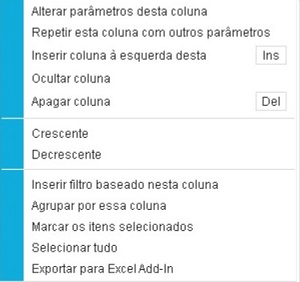 Alterar parâmetros desta coluna
Repetir esta coluna com outros parâmetros
Inserir coluna à esquerda desta Ins
Ocultar coluna
Apagar coluna Del
Crescente
Decrescente
Inserir filtro baseado nesta coluna
Agrupar por essa coluna
Marcar os itens selecionados
Selecionar tudo
Exportar para Excel Add-In